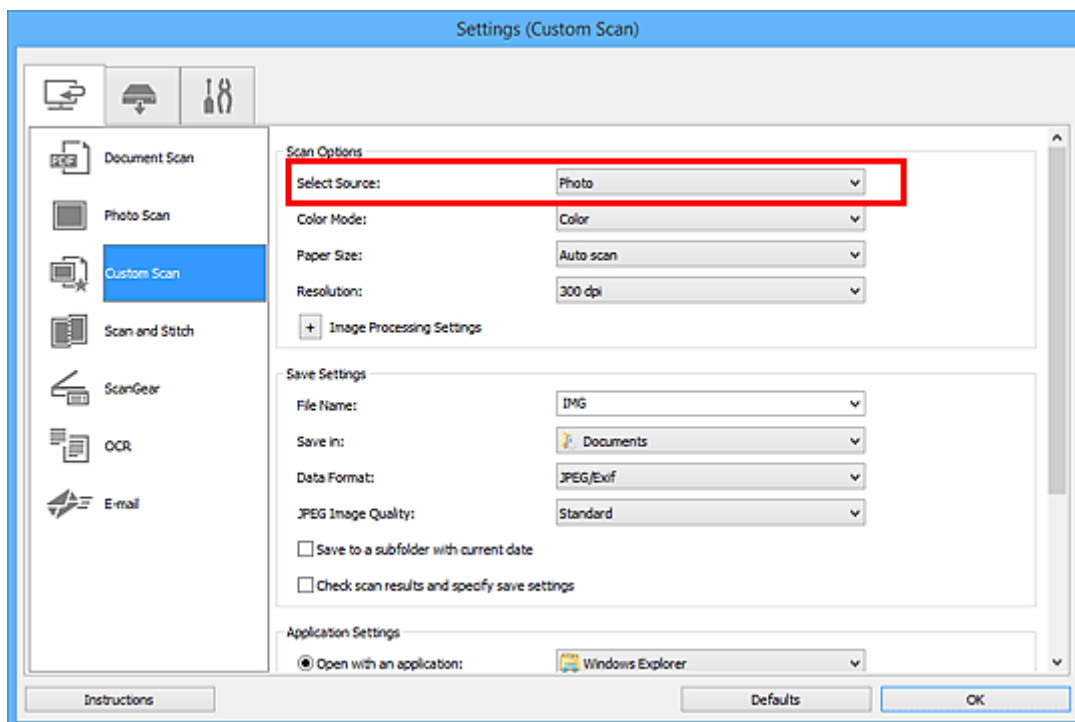 Settings (Custom Scan)
PDF
Document Scan
Photo Scan
Custom Scan
Scan and Stitch
ScanGear
OCR
E-mail
Scan Options
Select Source: Photo
Color Mode: Color
Paper Size: Auto scan
Resolution: 300 dpi
+ Image Processing Settings
Save Settings
File Name: IMG
Save in: Documents
Data Format: JPEG/Exif
JPEG Image Quality: Standard
Save to a subfolder with current date
Check scan results and specify save settings
Application Settings
Open with an application: Windows Explorer
Instructions Defaults OK